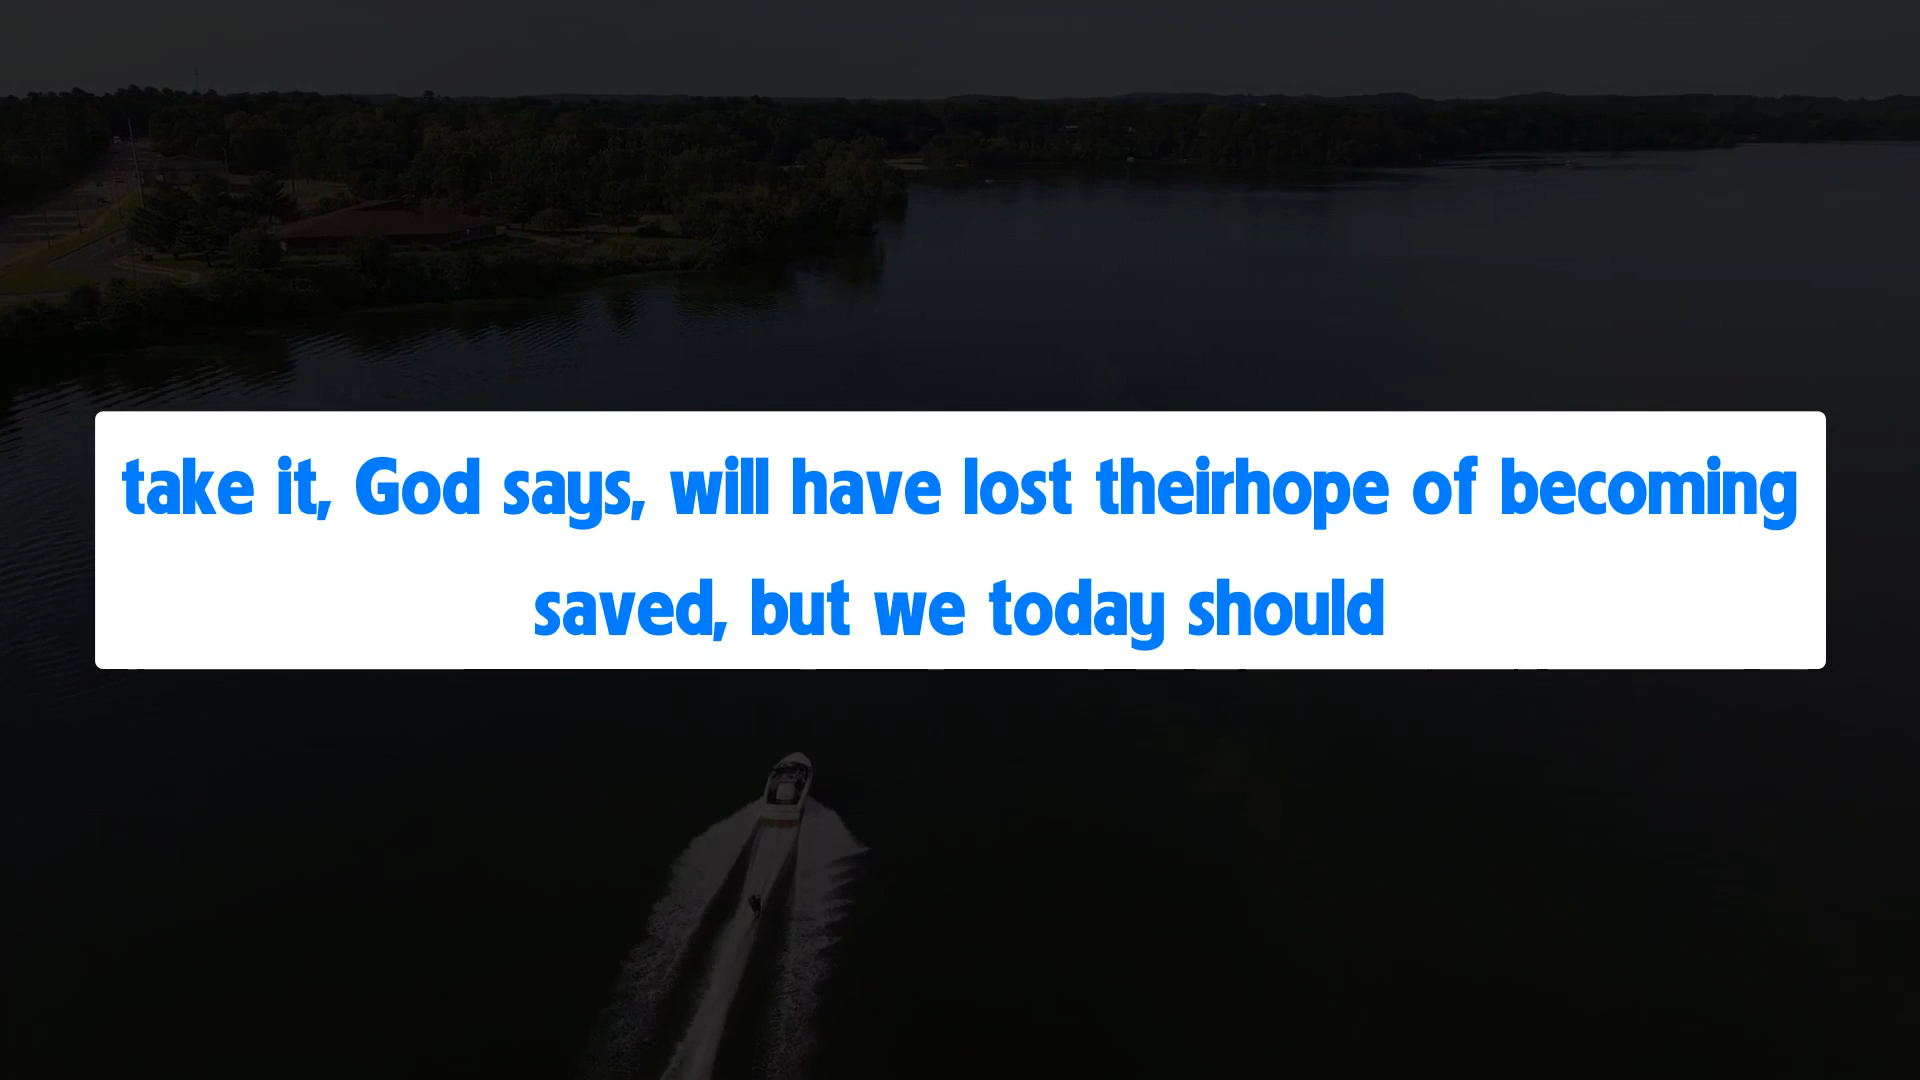 take it, God says, will have lost theirhope of becoming
saved, but we today should